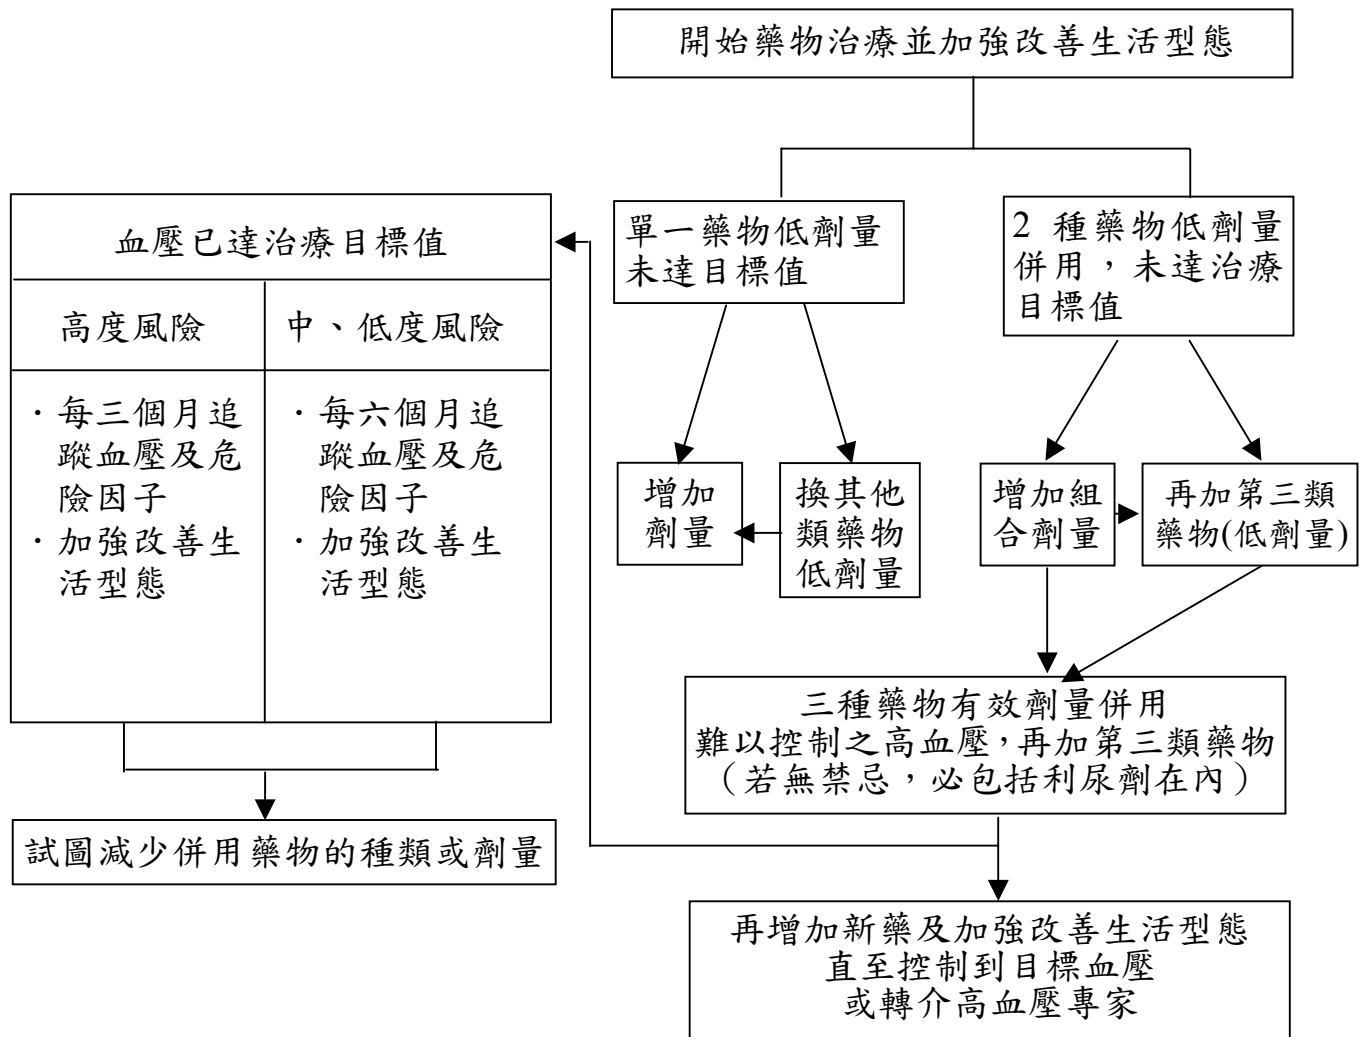 開始藥物治療並加強改善生活型態
血壓已達治療目標值
高度風險
中、低度風險
．每三個月追
蹤血壓及危
險因子
．加強改善生
活型態
．每六個月追
蹤血壓及危
險因子
．加強改善生
活型態
試圖減少併用藥物的種類或劑量
單一藥物低劑量
未達目標值
2 種藥物低劑量
併用，未達治療
目標值
增加
劑量
換其他
類藥物
低劑量
增加組
合劑量
再加第三類
藥物(低劑量)
三種藥物有效劑量併用
難以控制之高血壓，再加第三類藥物
（若無禁忌，必包括利尿劑在內）
再增加新藥及加強改善生活型態
直至控制到目標血壓
或轉介高血壓專家